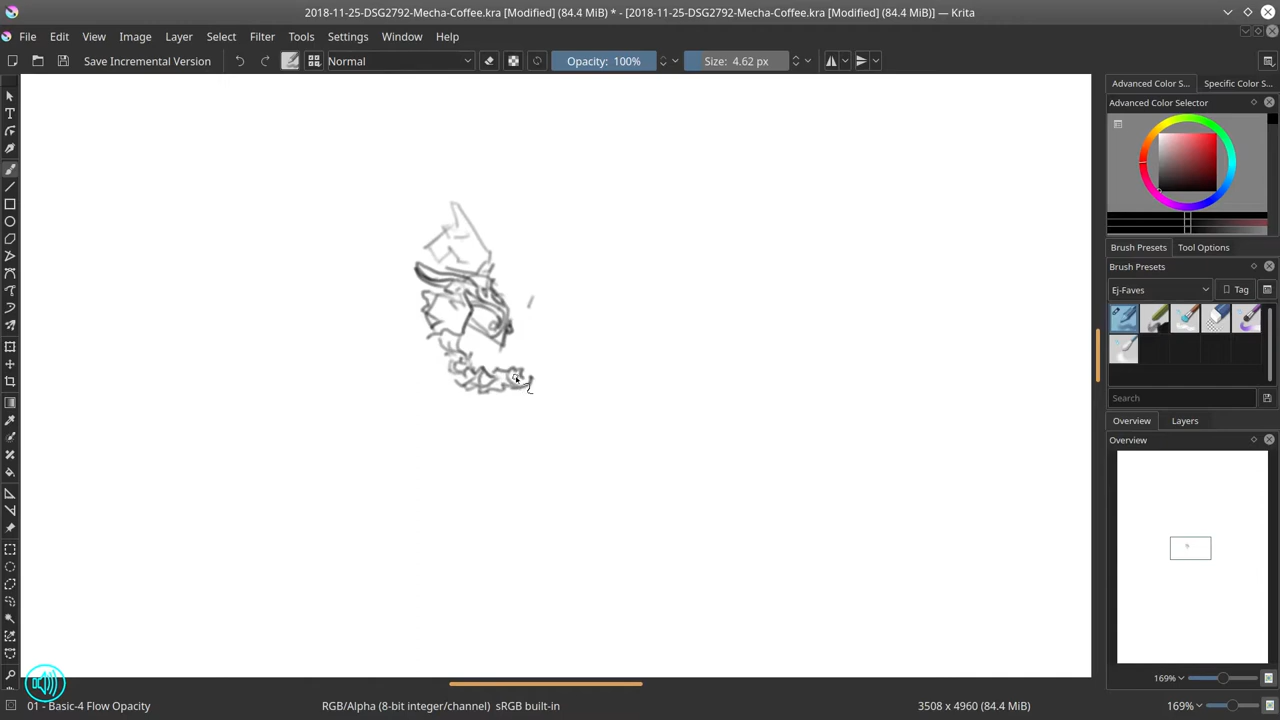 2018-11-25-DSG2792-Mecha-Coffee.kra [Modified] (84.4 MiB) * - [2018-11-25-DSG2792-Mecha-Coffee.kra [Modified] (84.4 MiB)] — Krita
File Edit View Image Layer Select Filter Tools Settings Window Help
Save Incremental Version Normal Opacity: 100% Size: 4.62 px
Advanced Color S... Specific Color S...
Advanced Color Selector
Brush Presets Tool Options
Brush Presets
Ej-Faves Tag
Search
Overview Layers
Overview
169%
01 - Basic-4 Flow Opacity RGB/Alpha (8-bit integer/channel) sRGB built-in 3508 x 4960 (84.4 MiB) 169%